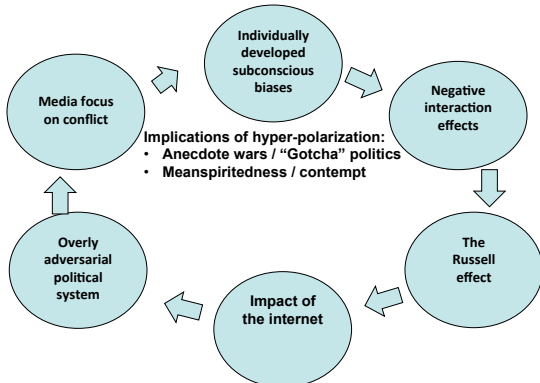 Individually
developed
subconscious
biases
Media focus
on conflict
Negative
interaction
effects
Implications of hyper-polarization:
• Anecdote wars / “Gotcha” politics
• Meanspiritedness / contempt
Overly
adversarial
political
system
The
Russell
effect
Impact of
the internet